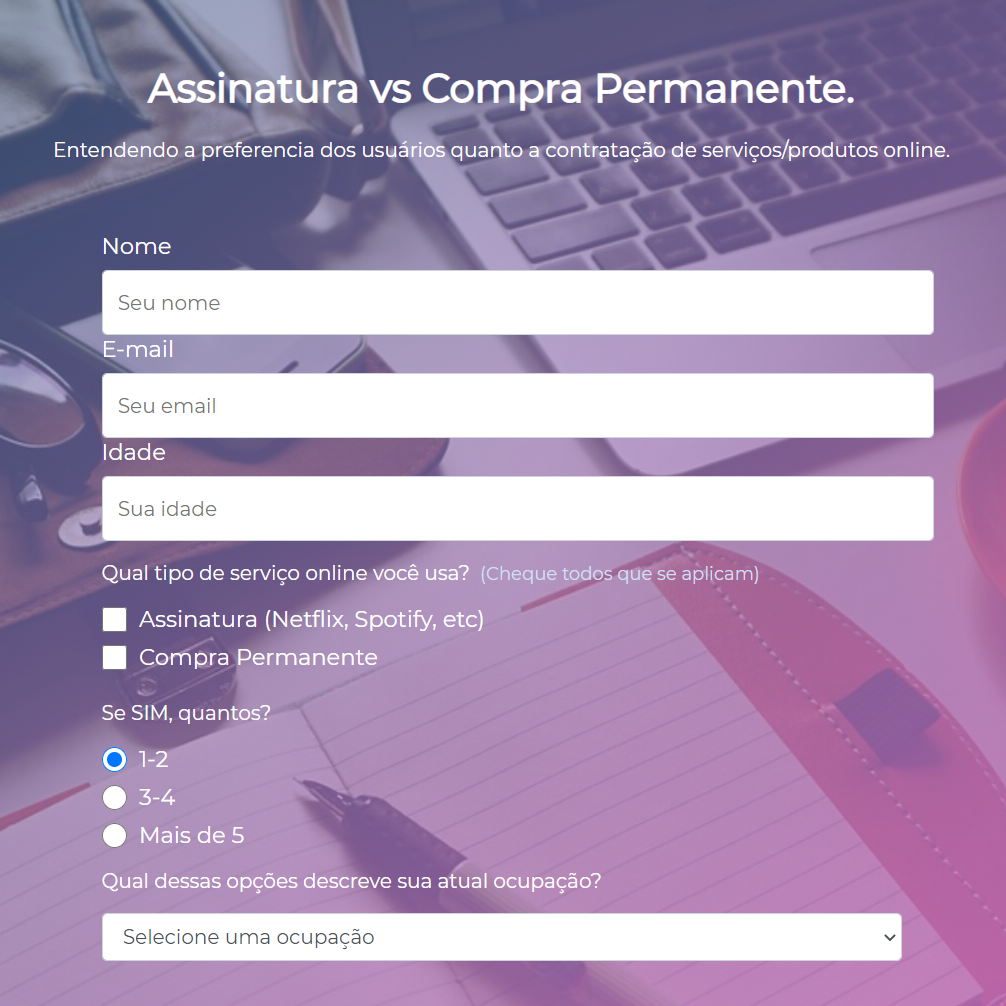 Assinatura vs Compra Permanente.
Entendendo a preferencia dos usuários quanto a contratação de serviços/produtos online.
Nome
Seu nome
E-mail
Seu email
Idade
Sua idade
Qual tipo de serviço online você usa? (Cheque todos que se aplicam)
Assinatura (Netflix, Spotify, etc)
Compra Permanente
Se SIM, quantos?
1-2
3-4
Mais de 5
Qual dessas opções descreve sua atual ocupação?
Selecione uma ocupação